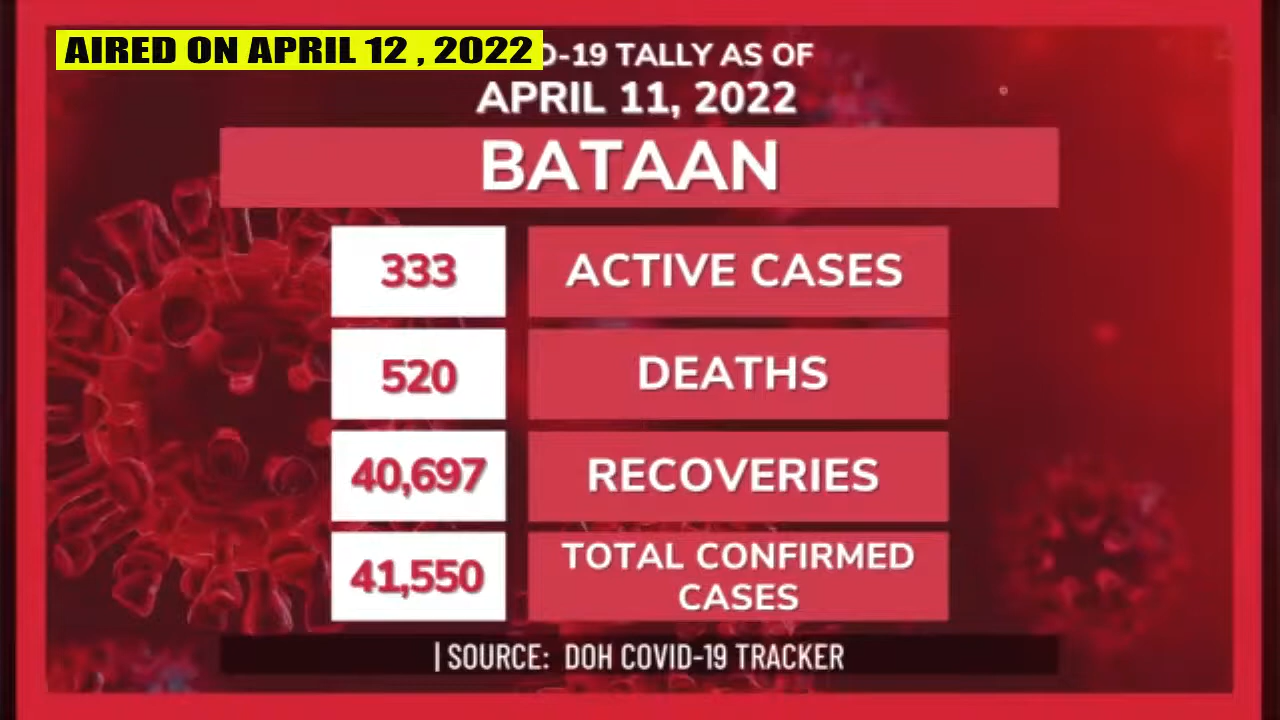 AIRED ON APRIL 12 , 2022
D-19 TALLY AS OF
APRIL 11, 2022
BATAAN
333 ACTIVE CASES
520 DEATHS
40,697 RECOVERIES
41,550 TOTAL CONFIRMED
CASES
| SOURCE: DOH COVID-19 TRACKER